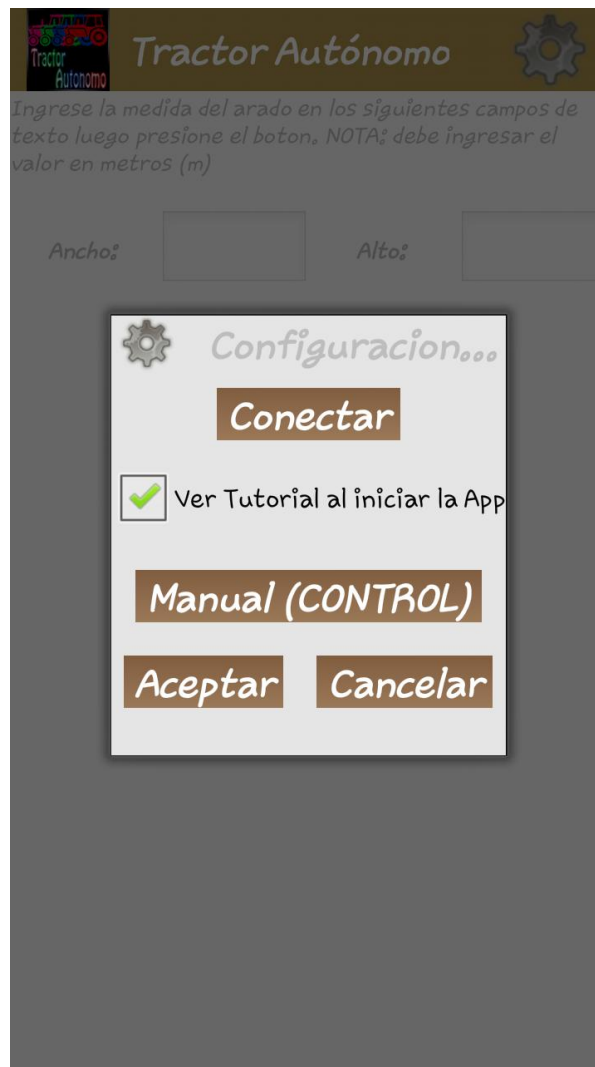 Tractor
Autonomo
Tractor Autónomo
Ingrese la medida del arado en los siguientes campos de
texto luego presione el boton. NOTA: debe ingresar el
valor en metros (m)
Ancho:
Alto:
Configuracion...
Conectar
Ver Tutorial al iniciar la App
Manual (CONTROL)
Aceptar
Cancelar